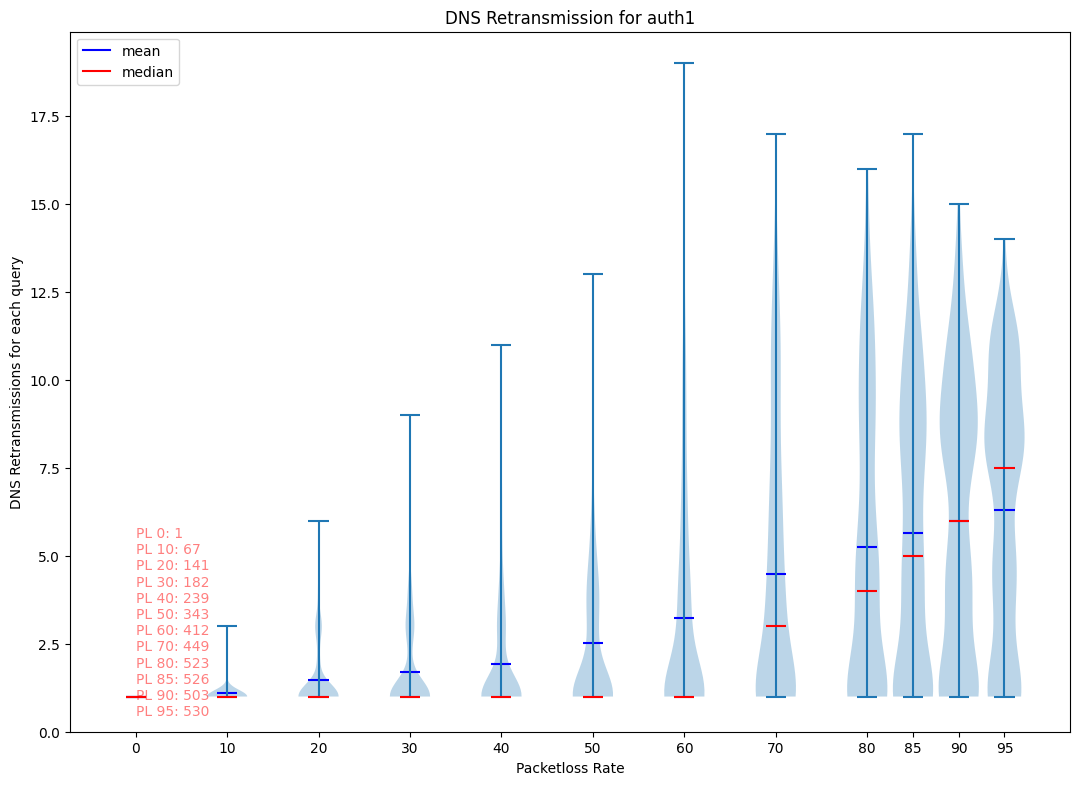 DNS Retransmission for auth1
mean
median
DNS Retransmissions for each query
17.5
15.0
12.5
10.0
7.5
5.0
2.5
0.0
PL 0: 1
PL 10: 67
PL 20: 141
PL 30: 182
PL 40: 239
PL 50: 343
PL 60: 412
PL 70: 449
PL 80: 523
PL 85: 526
PL 90: 503
PL 95: 530
0 10 20 30 40 50 60 70 80 85 90 95
Packetloss Rate